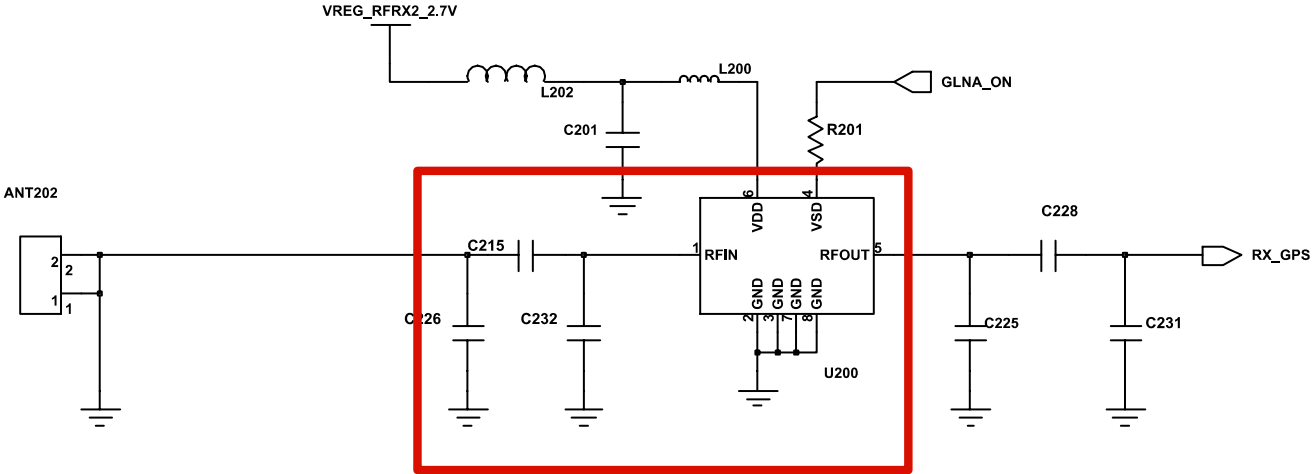 VREG_RFRX2_2.7V
L202
L200
GLNA_ON
C201
R201
ANT202
6
4
VDD
VSD
C228
2
2
C215
1
RFIN
RFOUT
5
RX_GPS
1
1
C226
C232
GND
GND
GND
GND
2
3
7
8
C225
C231
U200